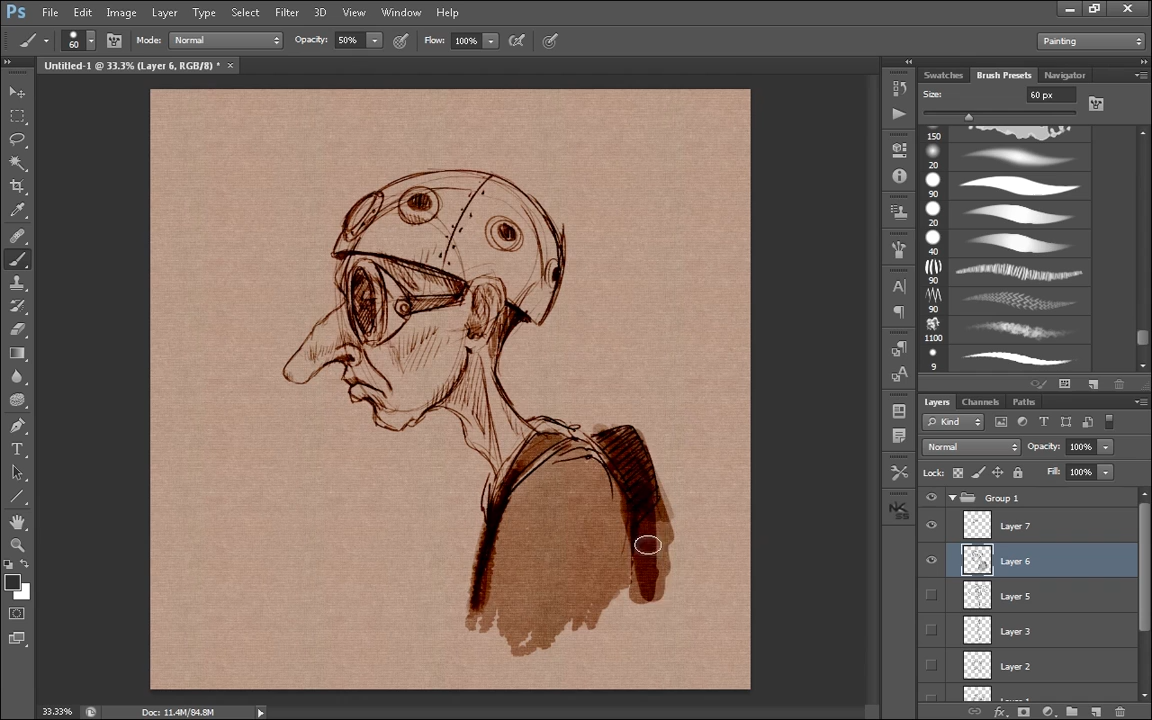 Ps File Edit Image Layer Type Select Filter 3D View Window Help
60 Mode: Normal Opacity: 50% Flow: 100% Painting
Untitled-1 @ 33.3% (Layer 6, RGB/8) * ×
Swatches Brush Presets Navigator
Size: 60 px
150
20
90
20
40
90
90
1100
9
Layers Channels Paths
Kind
Normal Opacity: 100%
Lock: Fill: 100%
Group 1
Layer 7
Layer 6
Layer 5
Layer 3
Layer 2
33.33% Doc: 11.4M/84.8M